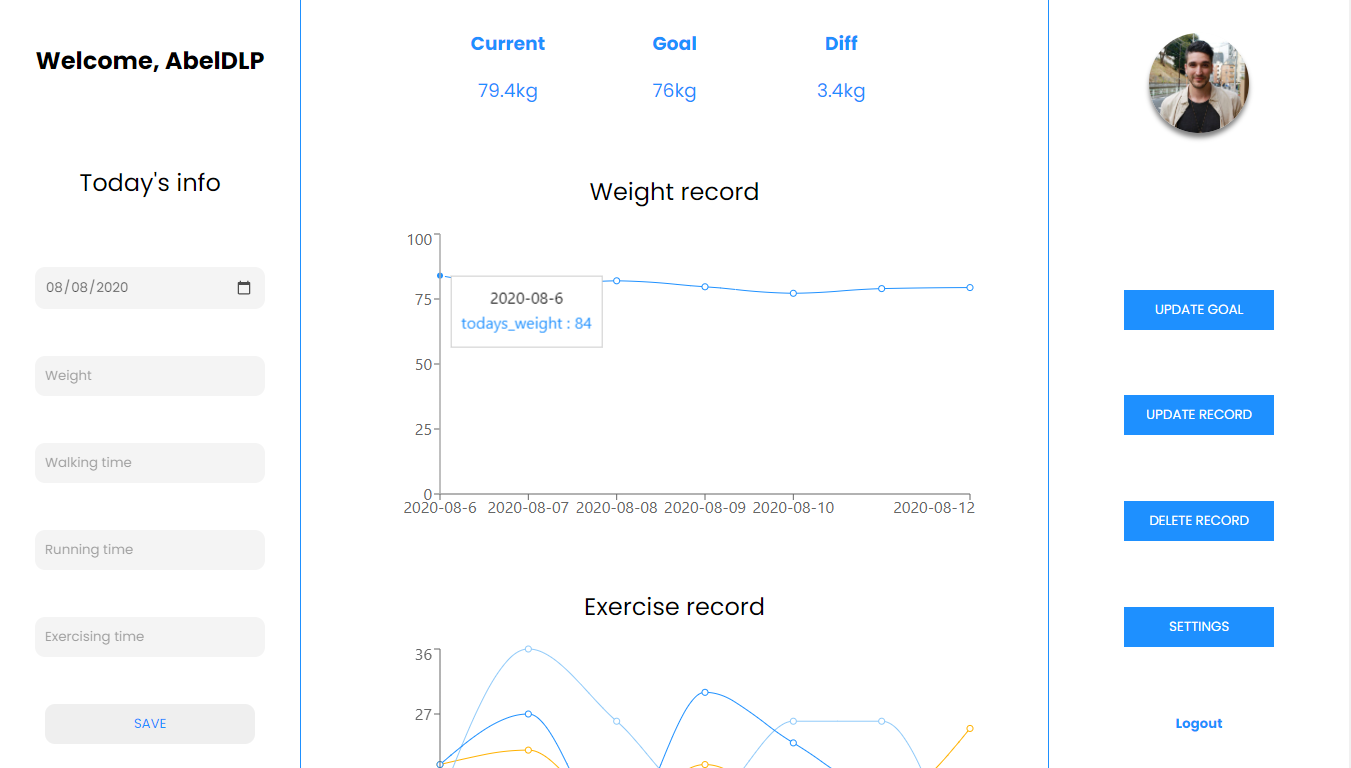 Welcome, AbelDLP
Today's info
08/08/2020
Weight
Walking time
Running time
Exercising time
SAVE
Current Goal Diff
79.4kg 76kg 3.4kg
Weight record
100
75
50
25
0
2020-08-6
todays_weight : 84
2020-08-6 2020-08-07 2020-08-08 2020-08-09 2020-08-10 2020-08-12
Exercise record
36
27
UPDATE GOAL
UPDATE RECORD
DELETE RECORD
SETTINGS
Logout